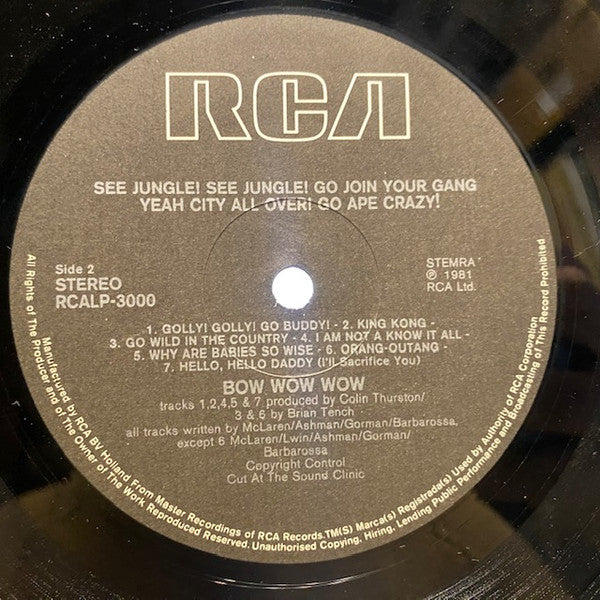 RCA
SEE JUNGLE! SEE JUNGLE! GO JOIN YOUR GANG
YEAH CITY ALL OVER! GO APE CRAZY!
Side 2
STEREO
RCALP-3000
STEMRA
℗ 1981
RCA Ltd.
1. GOLLY! GOLLY! GO BUDDY! - 2. KING KONG -
3. GO WILD IN THE COUNTRY - 4. I AM NOT A KNOW IT ALL -
5. WHY ARE BABIES SO WISE - 6. ORANG-OUTANG -
7. HELLO, HELLO DADDY (I'll Sacrifice You)
BOW WOW WOW
tracks 1,2,4,5 & 7 produced by Colin Thurston/
3 & 6 by Brian Tench
all tracks written by McLaren/Ashman/Gorman/Barbarossa,
except 6 McLaren/Lwin/Ashman/Gorman/
Barbarossa
Copyright Control
Cut At The Sound Clinic
Manufactured by RCA BV Holland From Master Recordings of RCA Records.TM(S) Marca(s) Registrada(s) Used by Authority of RCA Corporation
All Rights of The Producer and of The Owner of The Work Reproduced Reserved. Unauthorised Copying, Hiring, Lending Public Performance and Broadcasting of This Record Prohibited